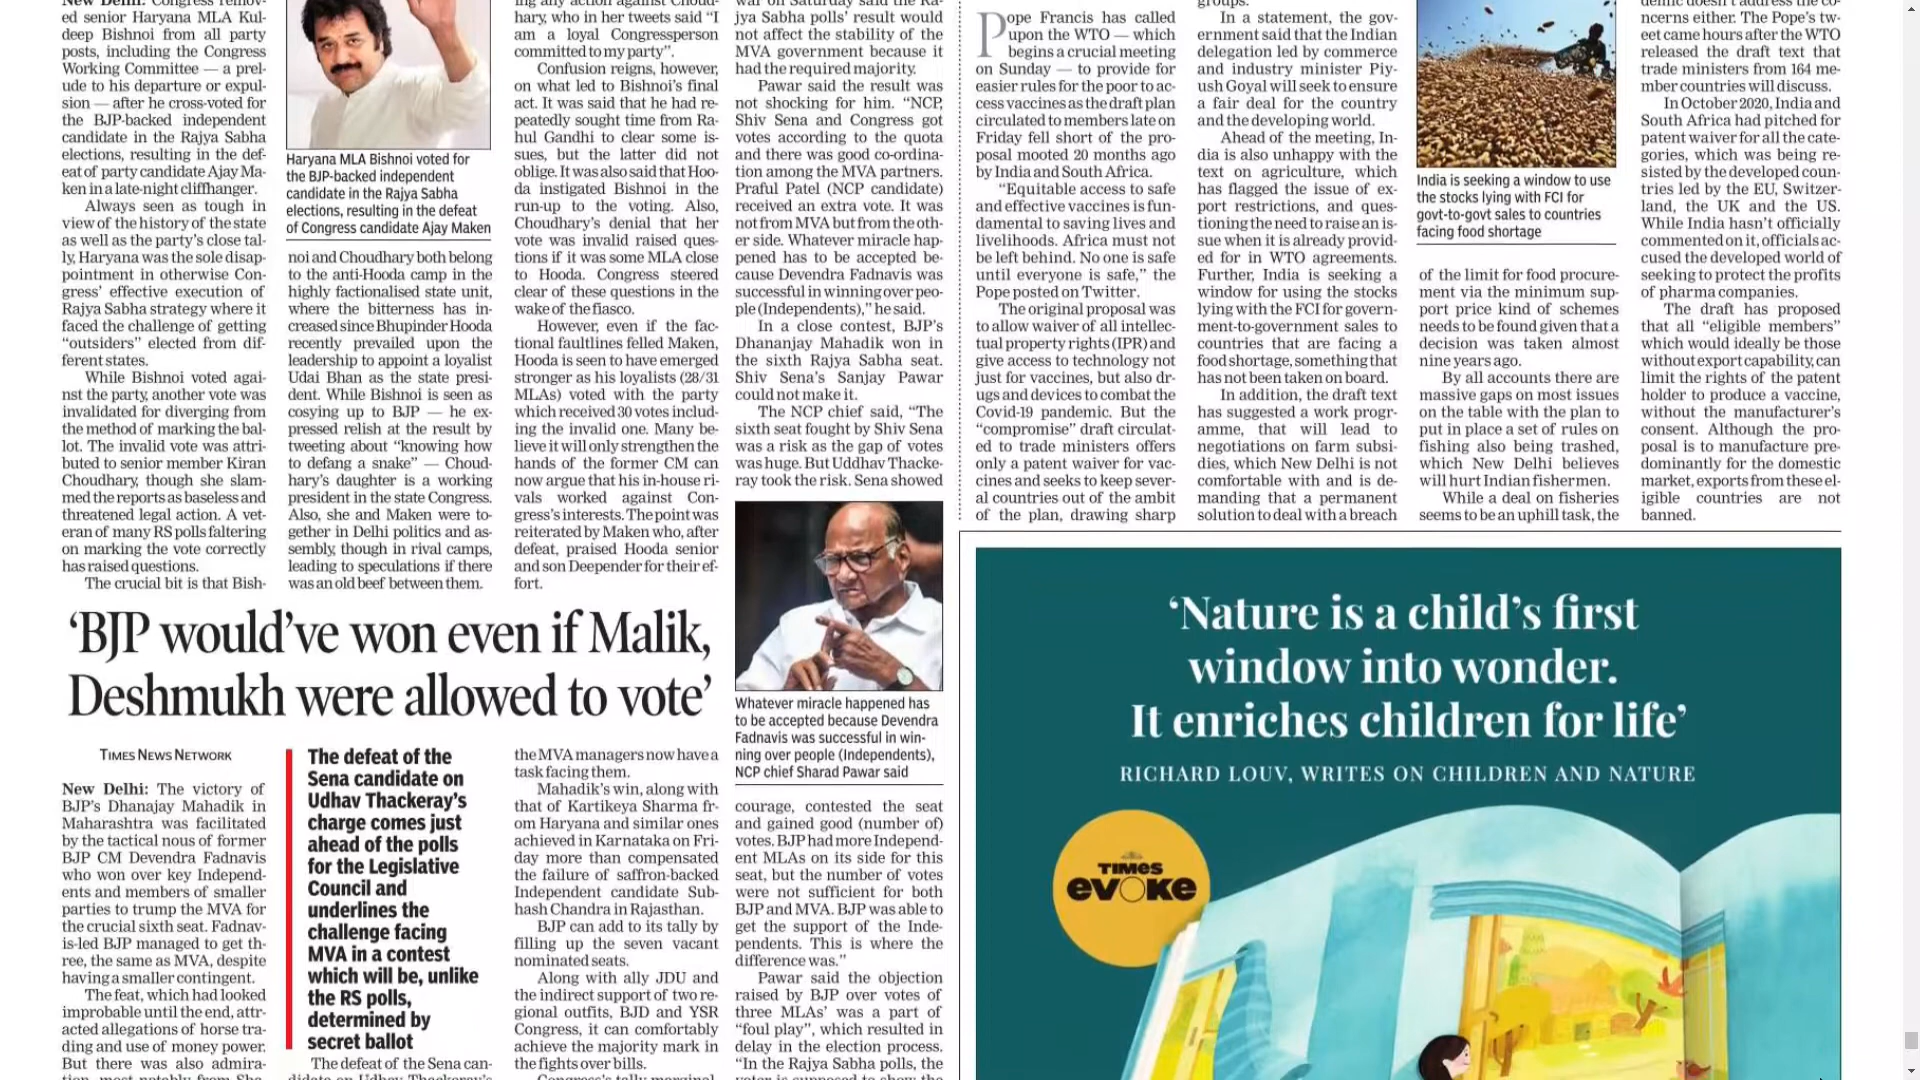 New Delhi: Congress remov-
ed senior Haryana MLA Kul-
deep Bishnoi from all party
posts, including the Congress
Working Committee — a prel-
ude to his departure or expul-
sion — after he cross-voted for
the BJP-backed independent
candidate in the Rajya Sabha
elections, resulting in the def-
eat of party candidate Ajay Ma-
ken in a late-night cliffhanger.
Always seen as tough in
view of the history of the state
as well as the party's close tal-
ly, Haryana was the sole disap-
pointment in otherwise Con-
gress' effective execution of
Rajya Sabha strategy where it
faced the challenge of getting
"outsiders" elected from dif-
ferent states.
While Bishnoi voted agai-
nst the party, another vote was
invalidated for diverging from
the method of marking the bal-
lot. The invalid vote was attri-
buted to senior member Kiran
Choudhary, though she slam-
med the reports as baseless and
threatened legal action. A vet-
eran of many RS polls faltering
on marking the vote correctly
has raised questions.
The crucial bit is that Bish-
Haryana MLA Bishnoi voted for
the BJP-backed independent
candidate in the Rajya Sabha
elections, resulting in the defeat
of Congress candidate Ajay Maken
noi and Choudhary both belong
to the anti-Hooda camp in the
highly factionalised state unit,
where the bitterness has in-
creased since Bhupinder Hooda
recently prevailed upon the
leadership to appoint a loyalist
Udai Bhan as the state presi-
dent. While Bishnoi is seen as
cosying up to BJP — he ex-
pressed relish at the result by
tweeting about "knowing how
to defang a snake" — Choud-
hary's daughter is a working
president in the state Congress.
Also, she and Maken were to-
gether in Delhi politics and as-
sembly, though in rival camps,
leading to speculations if there
was an old beef between them.
ing any action against Choud-
hary, who in her tweets said "I
am a loyal Congressperson
committed to my party".
Confusion reigns, however,
on what led to Bishnoi's final
act. It was said that he had re-
peatedly sought time from Ra-
hul Gandhi to clear some is-
sues, but the latter did not
oblige. It was also said that Hoo-
da instigated Bishnoi in the
run-up to the voting. Also,
Choudhary's denial that her
vote was invalid raised ques-
tions if it was some MLA close
to Hooda. Congress steered
clear of these questions in the
wake of the fiasco.
However, even if the fac-
tional faultlines felled Maken,
Hooda is seen to have emerged
stronger as his loyalists (28/31
MLAs) voted with the party
which received 30 votes includ-
ing the invalid one. Many be-
lieve it will only strengthen the
hands of the former CM can
now argue that his in-house ri-
vals worked against Con-
gress's interests. The point was
reiterated by Maken who, after
defeat, praised Hooda senior
and son Deepender for their ef-
fort.
war on Saturday said the Ra-
jya Sabha polls' result would
not affect the stability of the
MVA government because it
had the required majority.
Pawar said the result was
not shocking for him. "NCP,
Shiv Sena and Congress got
votes according to the quota
and there was good co-ordina-
tion among the MVA partners.
Praful Patel (NCP candidate)
received an extra vote. It was
not from MVA but from the oth-
er side. Whatever miracle hap-
pened has to be accepted be-
cause Devendra Fadnavis was
successful in winning over peo-
ple (Independents)," he said.
In a close contest, BJP's
Dhananjay Mahadik won in
the sixth Rajya Sabha seat.
Shiv Sena's Sanjay Pawar
could not make it.
The NCP chief said, "The
sixth seat fought by Shiv Sena
was a risk as the gap of votes
was huge. But Uddhav Thacke-
ray took the risk. Sena showed
Whatever miracle happened has
to be accepted because Devendra
Fadnavis was successful in win-
ning over people (Independents),
NCP chief Sharad Pawar said
courage, contested the seat
and gained good (number of)
votes. BJP had more Independ-
ent MLAs on its side for this
seat, but the number of votes
were not sufficient for both
BJP and MVA. BJP was able to
get the support of the Inde-
pendents. This is where the
difference was."
Pawar said the objection
raised by BJP over votes of
three MLAs' was a part of
"foul play", which resulted in
delay in the election process.
"In the Rajya Sabha polls, the
voter is supposed to show the
'BJP would've won even if Malik,
Deshmukh were allowed to vote'
TIMES NEWS NETWORK
New Delhi: The victory of
BJP's Dhanajay Mahadik in
Maharashtra was facilitated
by the tactical nous of former
BJP CM Devendra Fadnavis
who won over key Independ-
ents and members of smaller
parties to trump the MVA for
the crucial sixth seat. Fadnav-
is-led BJP managed to get th-
ree, the same as MVA, despite
having a smaller contingent.
The feat, which had looked
improbable until the end, attr-
acted allegations of horse tra-
ding and use of money power.
But there was also admira-
tion, most notably from Sha-
The defeat of the
Sena candidate on
Udhav Thackeray's
charge comes just
ahead of the polls
for the Legislative
Council and
underlines the
challenge facing
MVA in a contest
which will be, unlike
the RS polls,
determined by
secret ballot
The defeat of the Sena can-
didate on Udhav Thackeray's
the MVA managers now have a
task facing them.
Mahadik's win, along with
that of Kartikeya Sharma fr-
om Haryana and similar ones
achieved in Karnataka on Fri-
day more than compensated
the failure of saffron-backed
Independent candidate Sub-
hash Chandra in Rajasthan.
BJP can add to its tally by
filling up the seven vacant
nominated seats.
Along with ally JDU and
the indirect support of two re-
gional outfits, BJD and YSR
Congress, it can comfortably
achieve the majority mark in
the fights over bills.
Congress's tally marginal-
Pope Francis has called
upon the WTO — which
begins a crucial meeting
on Sunday — to provide for
easier rules for the poor to ac-
cess vaccines as the draft plan
circulated to members late on
Friday fell short of the pro-
posal mooted 20 months ago
by India and South Africa.
"Equitable access to safe
and effective vaccines is fun-
damental to saving lives and
livelihoods. Africa must not
be left behind. No one is safe
until everyone is safe," the
Pope posted on Twitter.
The original proposal was
to allow waiver of all intellec-
tual property rights (IPR) and
give access to technology not
just for vaccines, but also dr-
ugs and devices to combat the
Covid-19 pandemic. But the
"compromise" draft circulat-
ed to trade ministers offers
only a patent waiver for vac-
cines and seeks to keep sever-
al countries out of the ambit
of the plan, drawing sharp
groups.
In a statement, the gov-
ernment said that the Indian
delegation led by commerce
and industry minister Piy-
ush Goyal will seek to ensure
a fair deal for the country
and the developing world.
Ahead of the meeting, In-
dia is also unhappy with the
text on agriculture, which
has flagged the issue of ex-
port restrictions, and ques-
tioning the need to raise an is-
sue when it is already provid-
ed for in WTO agreements.
Further, India is seeking a
window for using the stocks
lying with the FCI for govern-
ment-to-government sales to
countries that are facing a
food shortage, something that
has not been taken on board.
In addition, the draft text
has suggested a work progr-
amme, that will lead to
negotiations on farm subsi-
dies, which New Delhi is not
comfortable with and is de-
manding that a permanent
solution to deal with a breach
India is seeking a window to use
the stocks lying with FCI for
govt-to-govt sales to countries
facing food shortage
of the limit for food procure-
ment via the minimum sup-
port price kind of schemes
needs to be found given that a
decision was taken almost
nine years ago.
By all accounts there are
massive gaps on most issues
on the table with the plan to
put in place a set of rules on
fishing also being trashed,
which New Delhi believes
will hurt Indian fishermen.
While a deal on fisheries
seems to be an uphill task, the
demic doesn't address the co-
ncerns either. The Pope's tw-
eet came hours after the WTO
released the draft text that
trade ministers from 164 me-
mber countries will discuss.
In October 2020, India and
South Africa had pitched for
patent waiver for all the cate-
gories, which was being re-
sisted by the developed coun-
tries led by the EU, Switzer-
land, the UK and the US.
While India hasn't officially
commented on it, officials ac-
cused the developed world of
seeking to protect the profits
of pharma companies.
The draft has proposed
that all "eligible members"
which would ideally be those
without export capability, can
limit the rights of the patent
holder to produce a vaccine,
without the manufacturer's
consent. Although the pro-
posal is to manufacture pre-
dominantly for the domestic
market, exports from these el-
igible countries are not
banned.
'Nature is a child's first
window into wonder.
It enriches children for life'
RICHARD LOUV, WRITES ON CHILDREN AND NATURE
TIMES
evoke